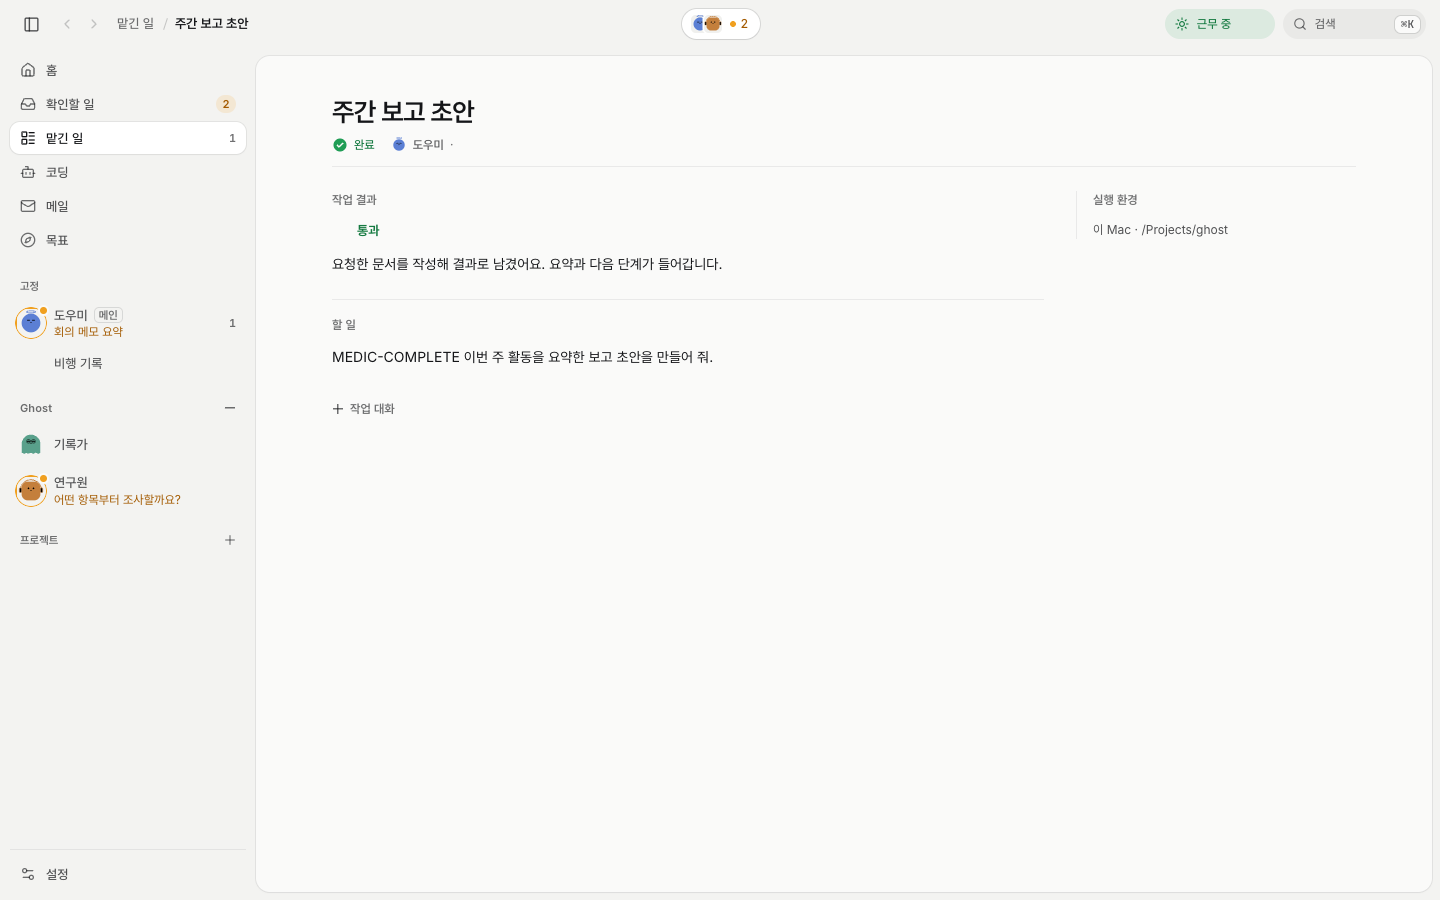 맡긴 일 / 주간 보고 초안
2
근무 중
검색
⌘K
홈
확인할 일
2
맡긴 일
1
코딩
메일
목표
고정
도우미 메인
회의 메모 요약
1
비행 기록
Ghost
기록가
연구원
어떤 항목부터 조사할까요?
프로젝트
설정
주간 보고 초안
완료
도우미 ·
작업 결과
통과
요청한 문서를 작성해 결과로 남겼어요. 요약과 다음 단계가 들어갑니다.
할 일
MEDIC-COMPLETE 이번 주 활동을 요약한 보고 초안을 만들어 줘.
작업 대화
실행 환경
이 Mac · /Projects/ghost